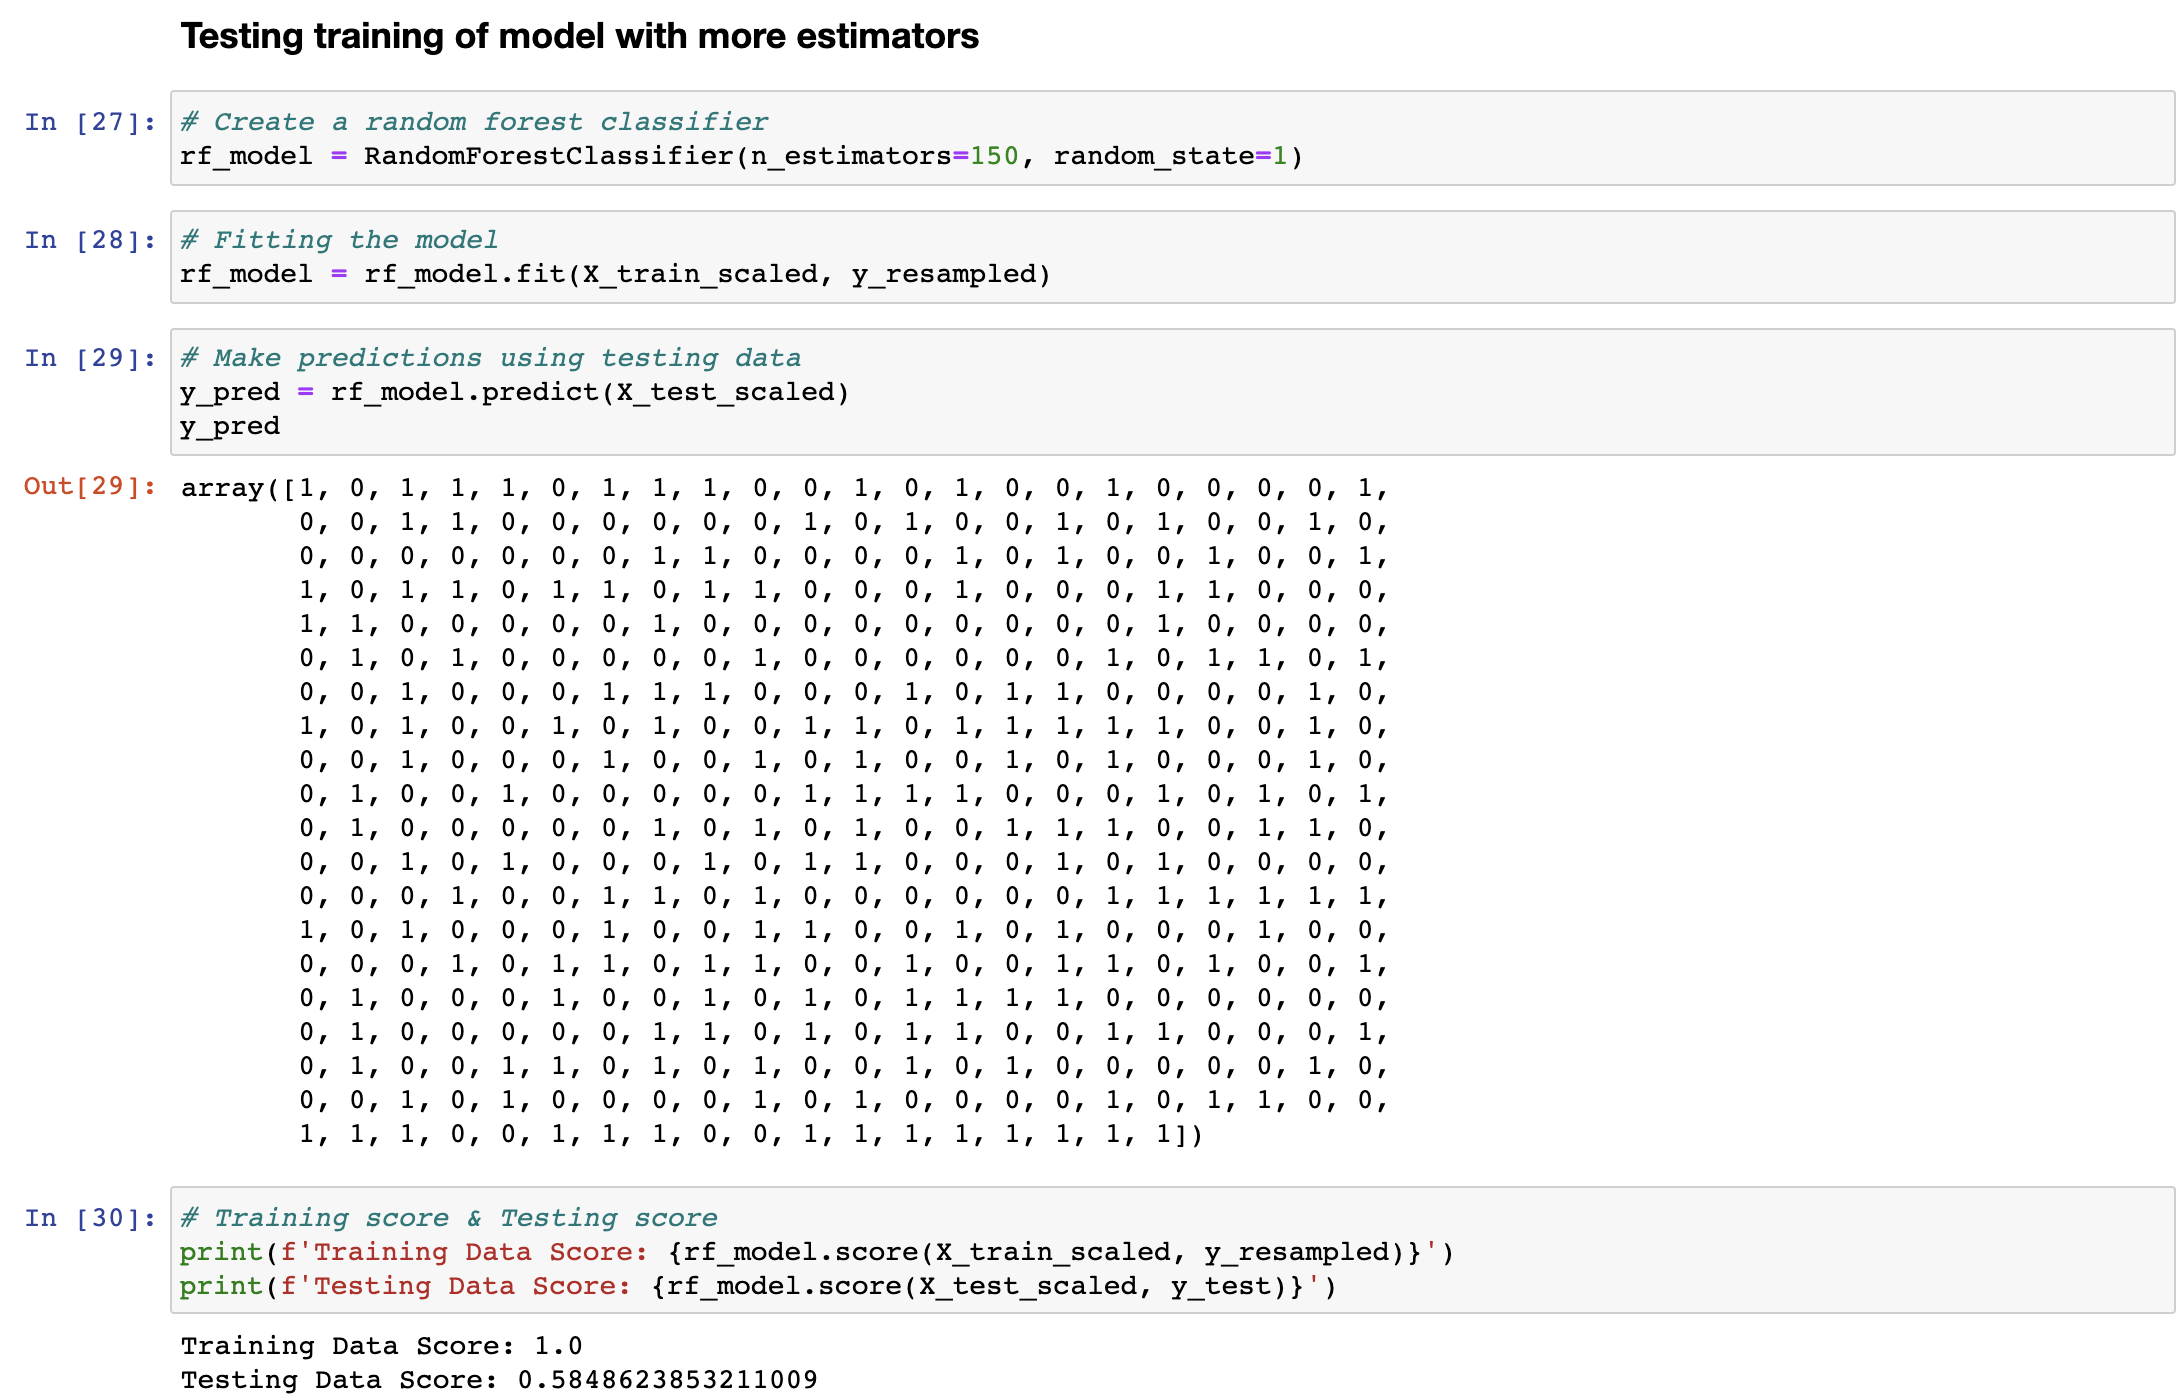 Testing training of model with more estimators
In [27]:
# Create a random forest classifier
rf_model = RandomForestClassifier(n_estimators=150, random_state=1)
In [28]:
# Fitting the model
rf_model = rf_model.fit(X_train_scaled, y_resampled)
In [29]:
# Make predictions using testing data
y_pred = rf_model.predict(X_test_scaled)
y_pred
Out[29]:
array([1, 0, 1, 1, 1, 0, 1, 1, 1, 0, 0, 1, 0, 1, 0, 0, 1, 0, 0, 0, 0, 1,
0, 0, 1, 1, 0, 0, 0, 0, 0, 0, 1, 0, 1, 0, 0, 1, 0, 1, 0, 0, 1, 0,
0, 0, 0, 0, 0, 0, 0, 1, 1, 0, 0, 0, 0, 1, 0, 1, 0, 0, 1, 0, 0, 1,
1, 0, 1, 1, 0, 1, 1, 0, 1, 1, 0, 0, 0, 1, 0, 0, 0, 1, 1, 0, 0, 0,
1, 1, 0, 0, 0, 0, 0, 1, 0, 0, 0, 0, 0, 0, 0, 0, 0, 1, 0, 0, 0, 0,
0, 1, 0, 1, 0, 0, 0, 0, 0, 1, 0, 0, 0, 0, 0, 0, 1, 0, 1, 1, 0, 1,
0, 0, 1, 0, 0, 0, 1, 1, 1, 0, 0, 0, 1, 0, 1, 1, 0, 0, 0, 0, 1, 0,
1, 0, 1, 0, 0, 1, 0, 1, 0, 0, 1, 1, 0, 1, 1, 1, 1, 1, 0, 0, 1, 0,
0, 0, 1, 0, 0, 0, 1, 0, 0, 1, 0, 1, 0, 0, 1, 0, 1, 0, 0, 0, 1, 0,
0, 1, 0, 0, 1, 0, 0, 0, 0, 0, 1, 1, 1, 1, 0, 0, 0, 1, 0, 1, 0, 1,
0, 1, 0, 0, 0, 0, 0, 1, 0, 1, 0, 1, 0, 0, 1, 1, 1, 0, 0, 1, 1, 0,
0, 0, 1, 0, 1, 0, 0, 0, 1, 0, 1, 1, 0, 0, 0, 1, 0, 1, 0, 0, 0, 0,
0, 0, 0, 1, 0, 0, 1, 1, 0, 1, 0, 0, 0, 0, 0, 0, 1, 1, 1, 1, 1, 1,
1, 0, 1, 0, 0, 0, 1, 0, 0, 1, 1, 0, 0, 1, 0, 1, 0, 0, 0, 1, 0, 0,
0, 0, 0, 1, 0, 1, 1, 0, 1, 1, 0, 0, 1, 0, 0, 1, 1, 0, 1, 0, 0, 1,
0, 1, 0, 0, 0, 1, 0, 0, 1, 0, 1, 0, 1, 1, 1, 1, 0, 0, 0, 0, 0, 0,
0, 1, 0, 0, 0, 0, 0, 1, 1, 0, 1, 0, 1, 1, 0, 0, 1, 1, 0, 0, 0, 1,
0, 1, 0, 0, 1, 1, 0, 1, 0, 1, 0, 0, 1, 0, 1, 0, 0, 0, 0, 0, 1, 0,
0, 0, 1, 0, 1, 0, 0, 0, 0, 1, 0, 1, 0, 0, 0, 0, 1, 0, 1, 1, 0, 0,
1, 1, 1, 0, 0, 1, 1, 1, 0, 0, 1, 1, 1, 1, 1, 1, 1, 1])
In [30]:
# Training score & Testing score
print(f'Training Data Score: {rf_model.score(X_train_scaled, y_resampled)}')
print(f'Testing Data Score: {rf_model.score(X_test_scaled, y_test)}')
Training Data Score: 1.0
Testing Data Score: 0.5848623853211009